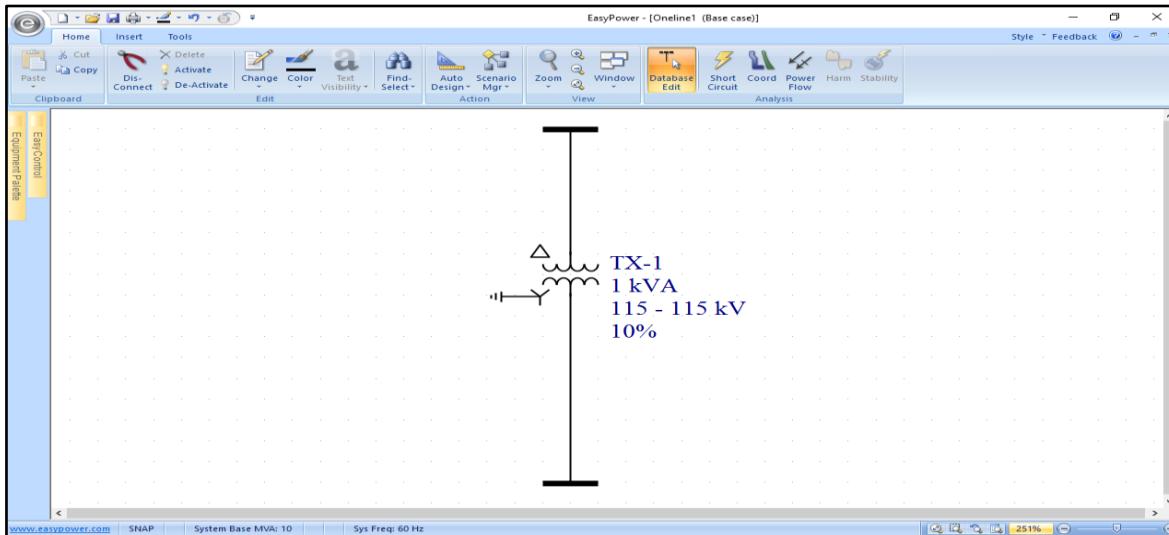 EasyPower - [Oneline1 (Base case)]
Home Insert Tools Style Feedback
Paste Cut Copy
Dis-Connect Delete Activate De-Activate
Change Color Text Visibility Find-Select
Auto Design Scenario Mgr
Zoom Window
Database Edit Short Circuit Coord Power Flow Harm Stability
Clipboard Edit Action View Analysis
Equipment Palette
EasyControl
TX-1
1 kVA
115 - 115 kV
10%
www.easypower.com SNAP System Base MVA: 10 Sys Freq: 60 Hz 251%